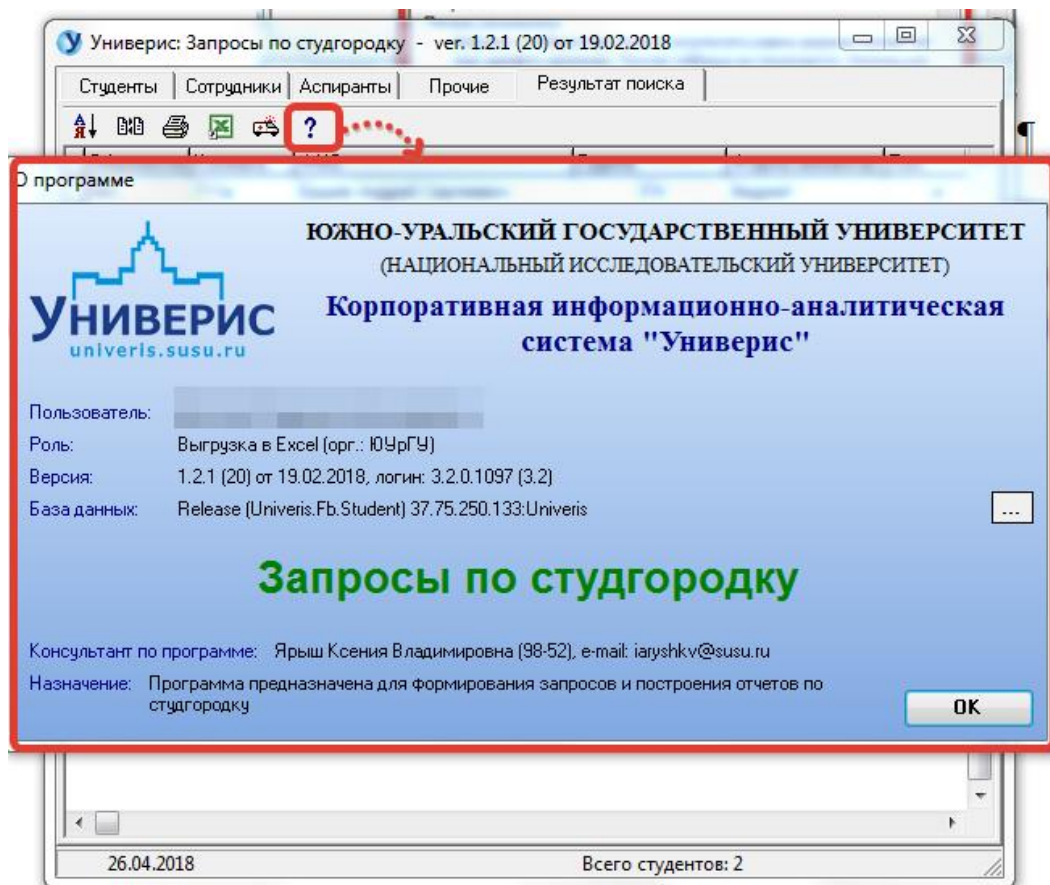 Универис: Запросы по студгородку - ver. 1.2.1 (20) от 19.02.2018
Студенты Сотрудники Аспиранты Прочие Результат поиска
?
О программе
ЮЖНО-УРАЛЬСКИЙ ГОСУДАРСТВЕННЫЙ УНИВЕРСИТЕТ
(НАЦИОНАЛЬНЫЙ ИССЛЕДОВАТЕЛЬСКИЙ УНИВЕРСИТЕТ)
Корпоративная информационно-аналитическая
система "Универис"
УНИВЕРИС
univeris.susu.ru
Пользователь:
Роль: Выгрузка в Excel (орг.: ЮУрГУ)
Версия: 1.2.1 (20) от 19.02.2018, логин: 3.2.0.1097 (3.2)
База данных: Release (Univeris.Fb.Student) 37.75.250.133:Univeris
...
Запросы по студгородку
Консультант по программе: Ярыш Ксения Владимировна (98-52), e-mail: iaryshkv@susu.ru
Назначение: Программа предназначена для формирования запросов и построения отчетов по
студгородку
OK
26.04.2018 Всего студентов: 2